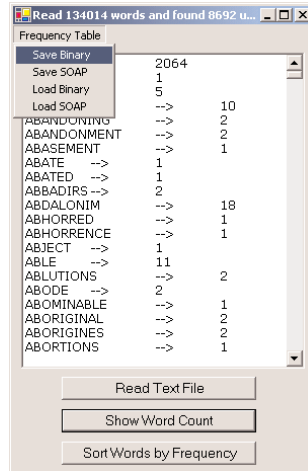 Read 134014 words and found 8692 u...
Frequency Table
Save Binary
Save SOAP
Load Binary
Load SOAP
2064
1
5
ABANDONING --> 10
ABANDONMENT --> 2
ABASEMENT --> 1
ABATE --> 1
ABATED --> 1
ABBADIRS --> 2
ABDALONIM --> 18
ABHORRED --> 1
ABHORRENCE --> 1
ABJECT --> 1
ABLE --> 11
ABLUTIONS --> 2
ABODE --> 2
ABOMINABLE --> 1
ABORIGINAL --> 2
ABORIGINES --> 2
ABORTIONS --> 1
Read Text File
Show Word Count
Sort Words by Frequency